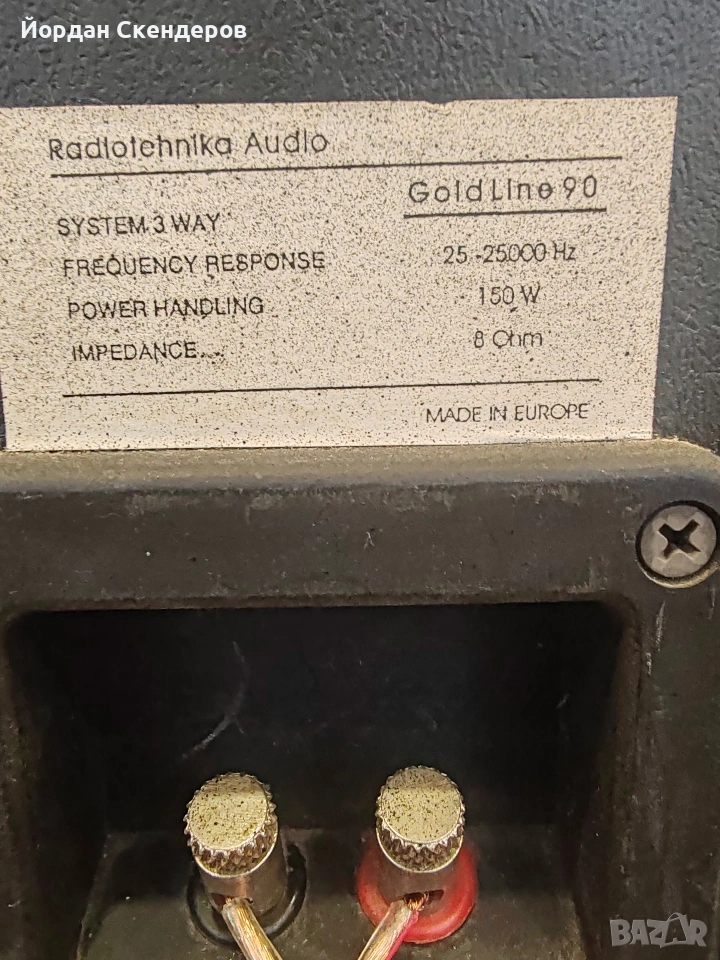 Йордан Скендеров
Radiotehnika Audio
Gold Line 90
SYSTEM 3 WAY
FREQUENCY RESPONSE 25 - 25000 Hz
POWER HANDLING 150 W
IMPEDANCE... 8 Ohm
MADE IN EUROPE
BAZAR